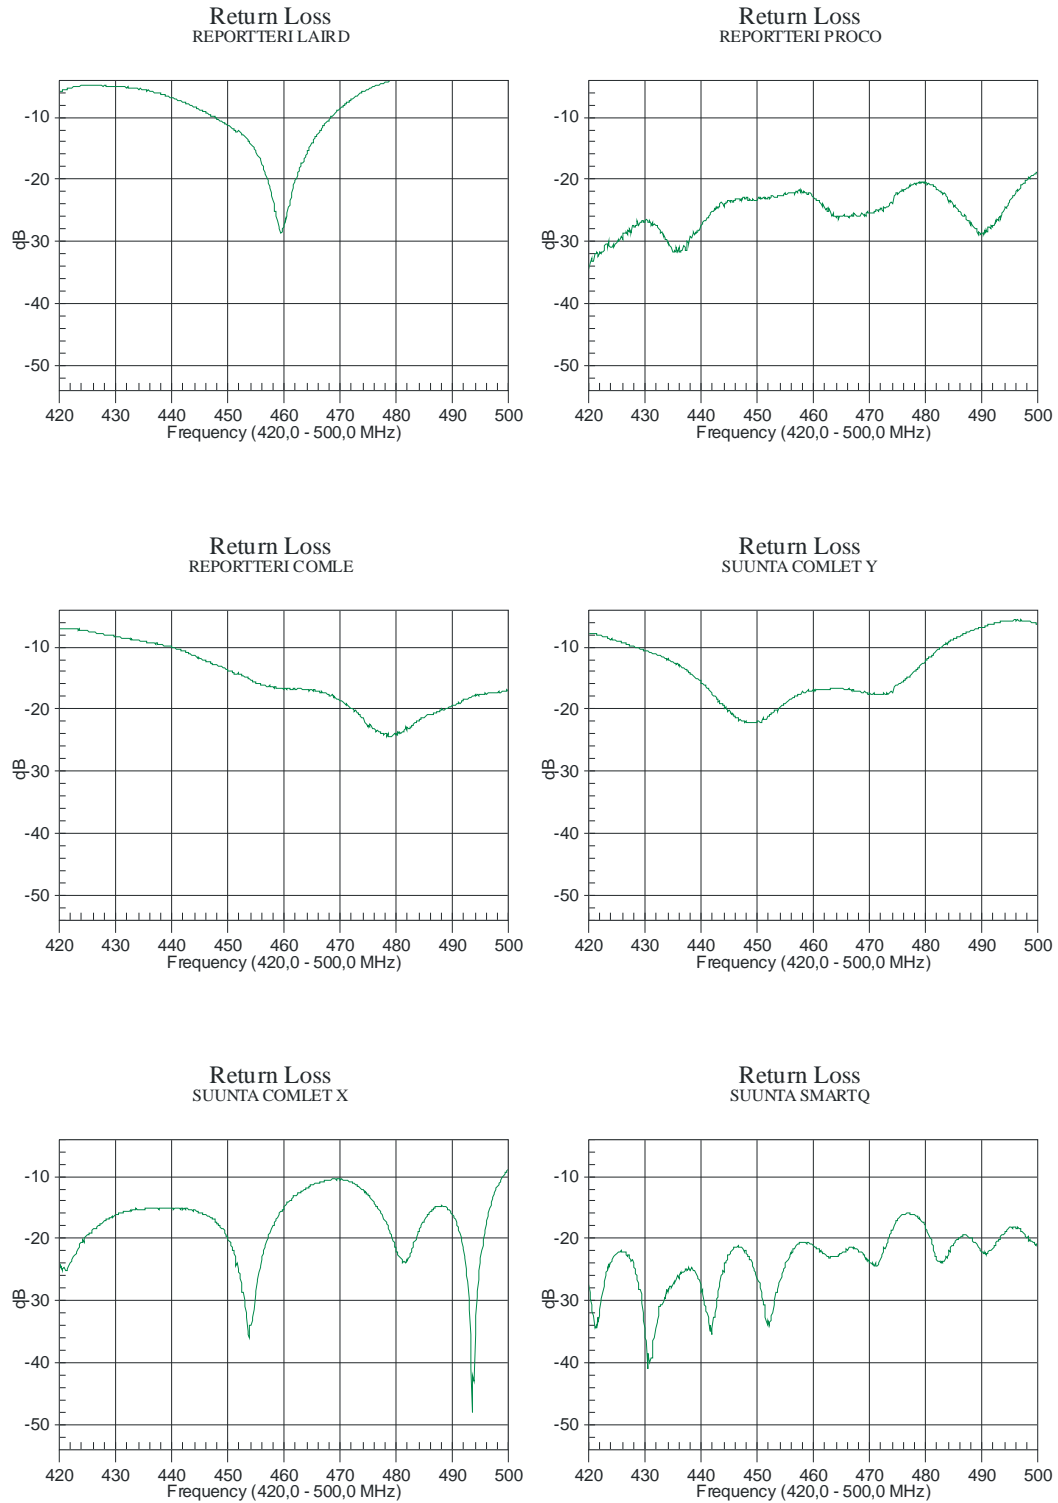 Return Loss
REPORTTERI LAIRD
-10
-20
-30
-40
-50
dB
420 430 440 450 460 470 480 490 500
Frequency (420,0 - 500,0 MHz)
Return Loss
REPORTTERI PROCO
-10
-20
-30
-40
-50
dB
420 430 440 450 460 470 480 490 500
Frequency (420,0 - 500,0 MHz)
Return Loss
REPORTTERI COMLE
-10
-20
-30
-40
-50
dB
420 430 440 450 460 470 480 490 500
Frequency (420,0 - 500,0 MHz)
Return Loss
SUUNTA COMLET Y
-10
-20
-30
-40
-50
dB
420 430 440 450 460 470 480 490 500
Frequency (420,0 - 500,0 MHz)
Return Loss
SUUNTA COMLET X
-10
-20
-30
-40
-50
dB
420 430 440 450 460 470 480 490 500
Frequency (420,0 - 500,0 MHz)
Return Loss
SUUNTA SMARTQ
-10
-20
-30
-40
-50
dB
420 430 440 450 460 470 480 490 500
Frequency (420,0 - 500,0 MHz)